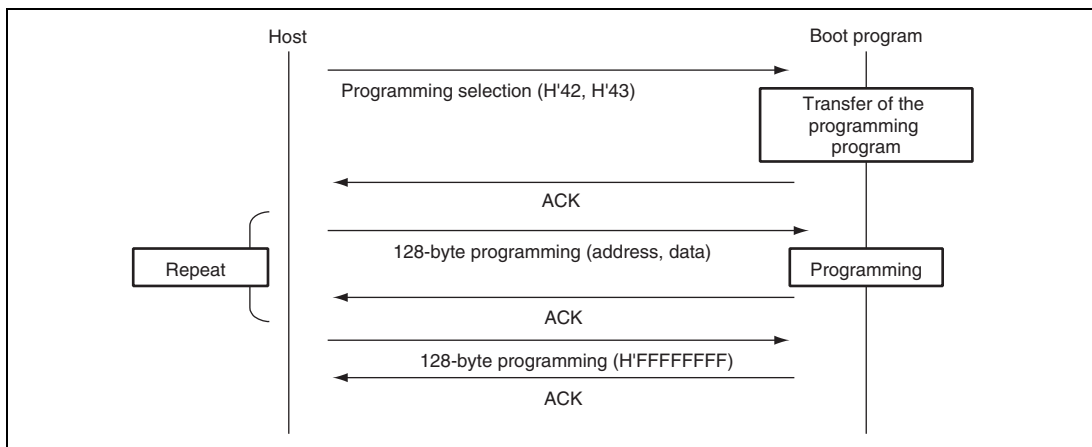 Host
Boot program
Programming selection (H'42, H'43)
Transfer of the
programming
program
ACK
128-byte programming (address, data)
Repeat
Programming
ACK
128-byte programming (H'FFFFFFFF)
ACK